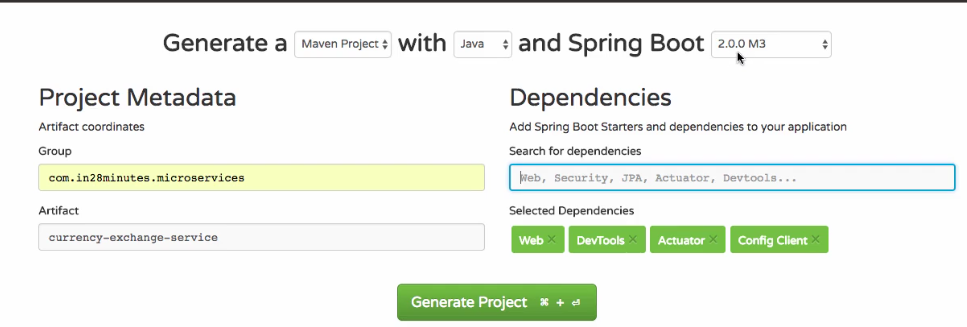 Generate a Maven Project with Java and Spring Boot 2.0.0 M3
Project Metadata
Artifact coordinates
Group
com.in28minutes.microservices
Artifact
currency-exchange-service
Dependencies
Add Spring Boot Starters and dependencies to your application
Search for dependencies
Web, Security, JPA, Actuator, Devtools...
Selected Dependencies
Web × DevTools × Actuator × Config Client ×
Generate Project ⌘ + ⏎